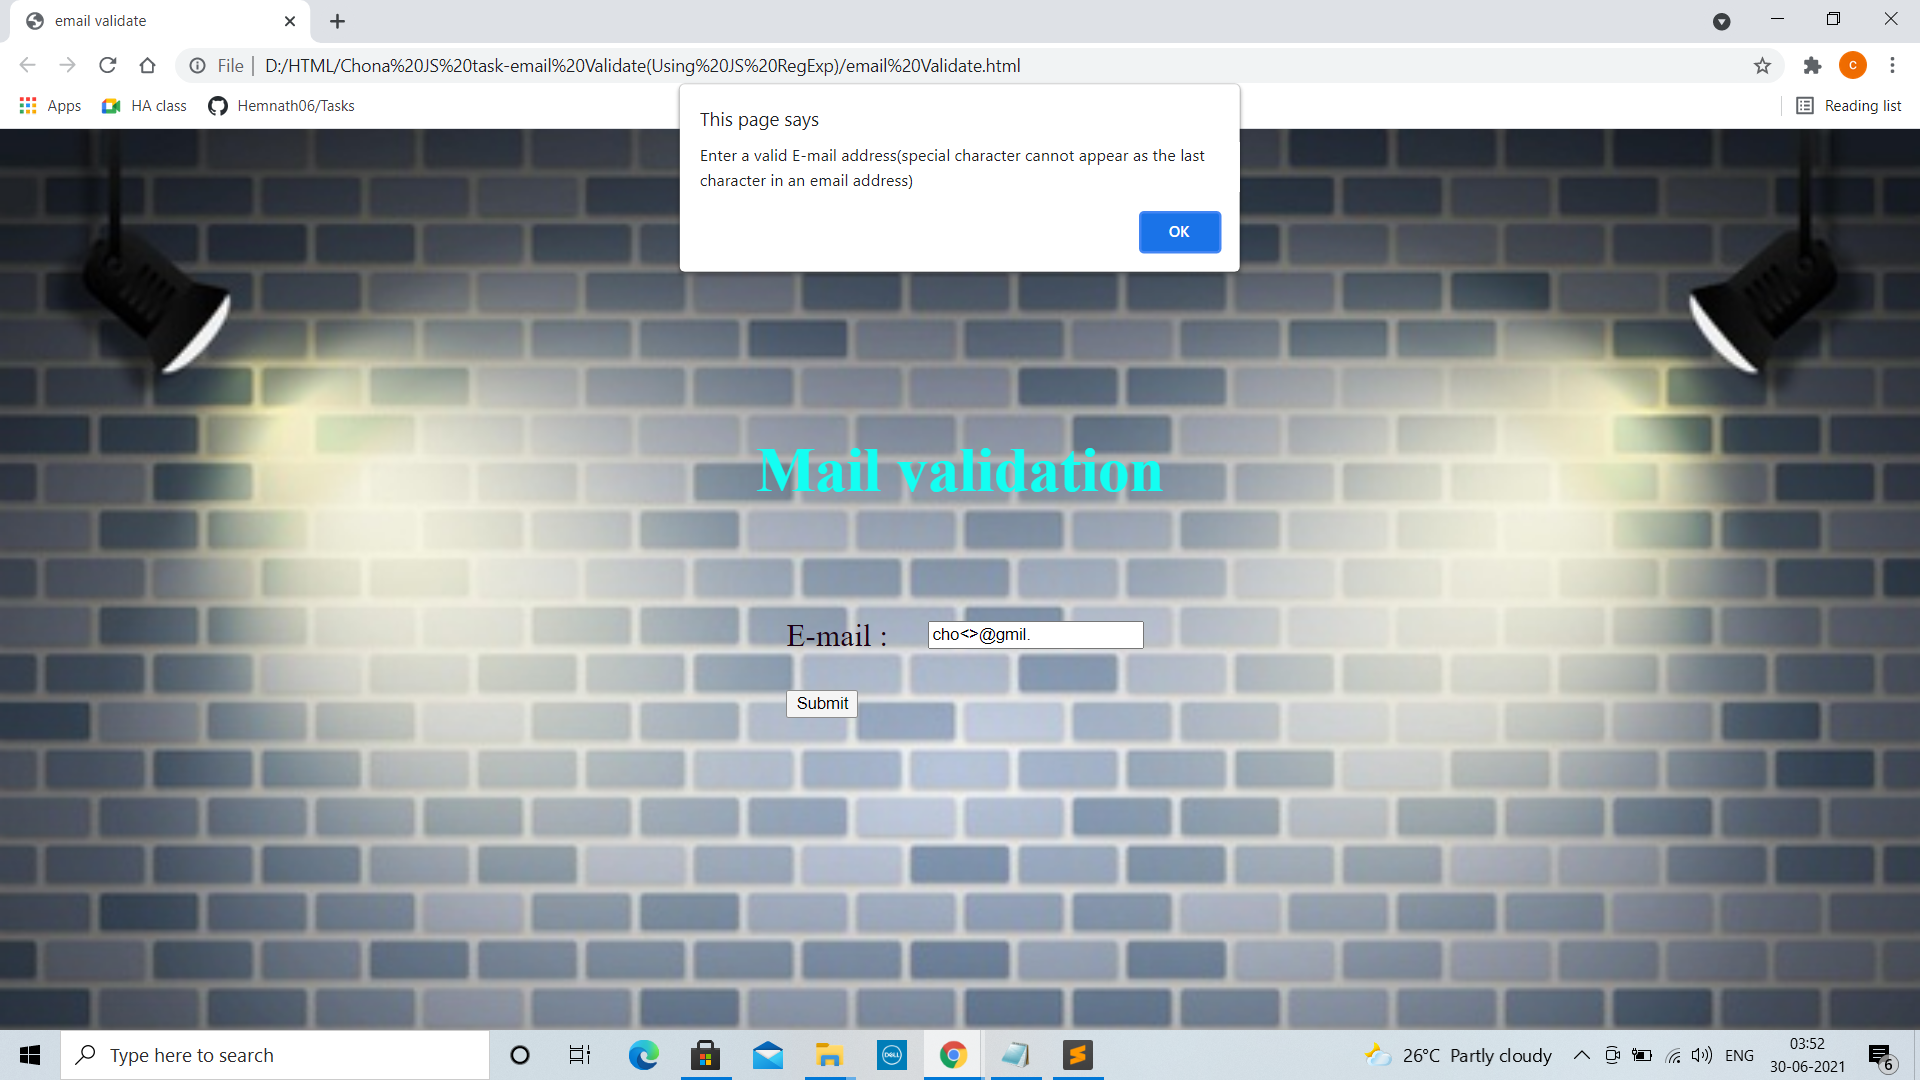 email validate
File
D:/HTML/Chona%20JS%20task-email%20Validate(Using%20JS%20RegExp)/email%20Validate.html
C
Apps
HA class
Hemnath06/Tasks
Reading list
This page says
Enter a valid E-mail address(special character cannot appear as the last
character in an email address)
OK
Mail validation
E-mail :
cho<>@gmil.
Submit
Type here to search
DELL
26°C Partly cloudy
ENG
03:52
30-06-2021
6